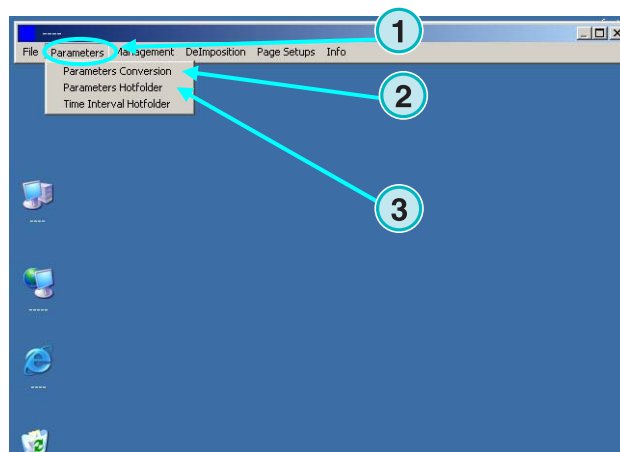 ----
1
File Parameters Management DeImposition Page Setups Info
Parameters Conversion
2
Parameters Hotfolder
Time Interval Hotfolder
3
----
-----
----